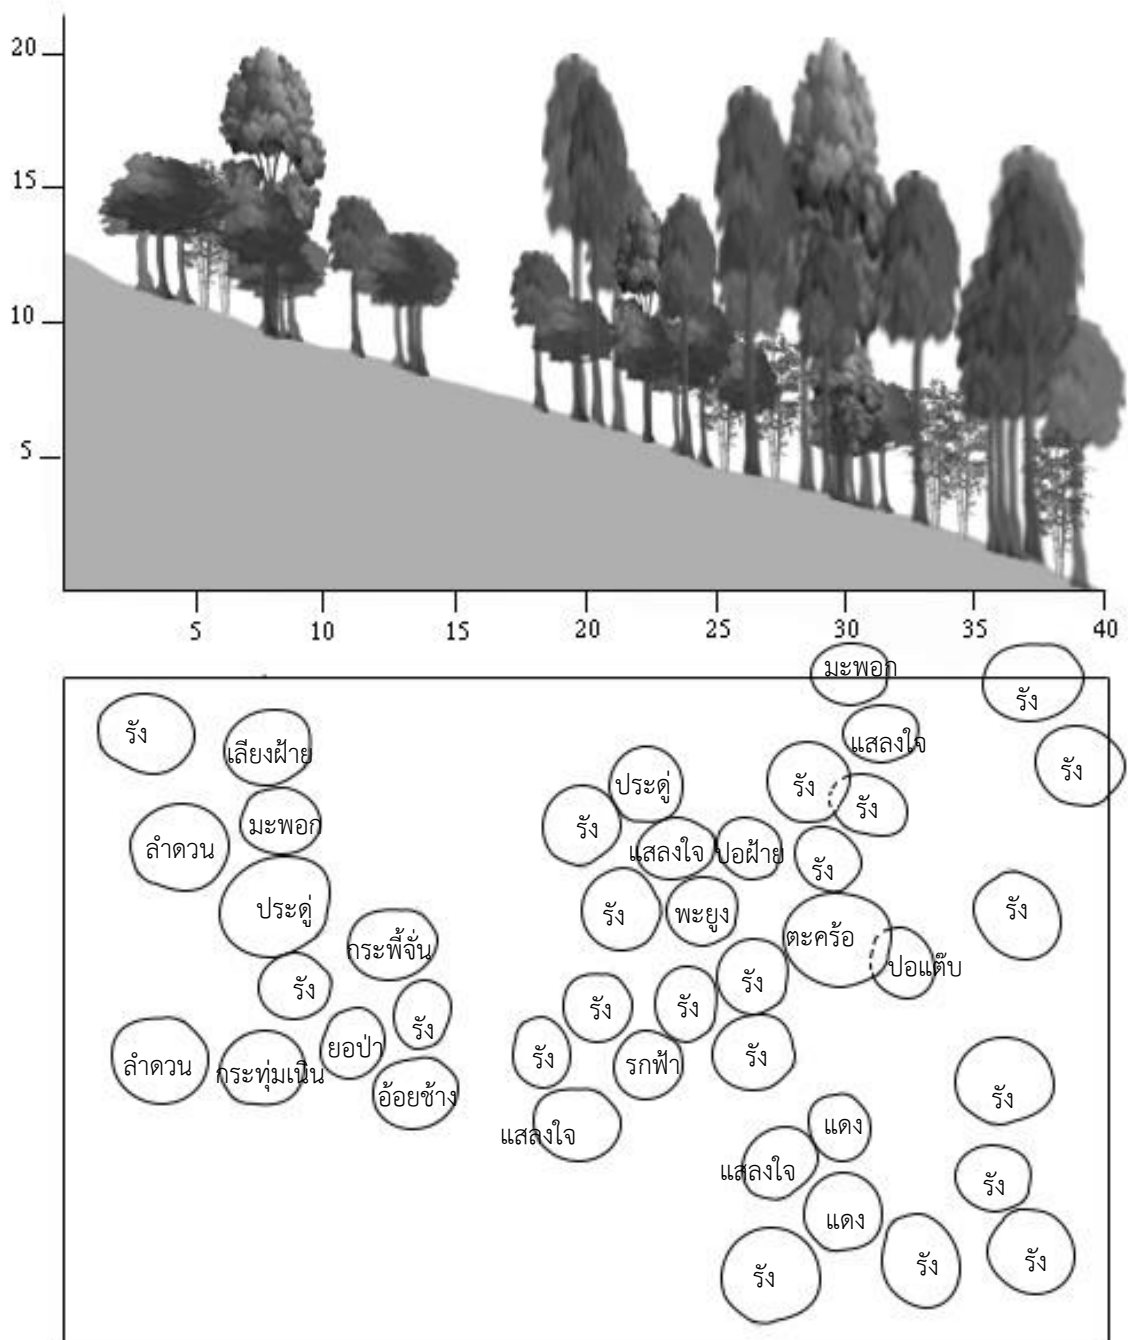 20
15
10
5
5 10 15 20 25 30 35 40
มะพอก
รัง
รัง
แสลงใจ
เลียงฝ้าย
รัง
ประดู่
รัง
รัง
มะพอก
รัง
ลำดวน
แสลงใจ
ปอฝ้าย
รัง
ประดู่
รัง
พะยูง
รัง
ตะคร้อ
กระพี้จั่น
ปอแต๊บ
รัง
รัง
รัง
รัง
รัง
ยอป่า
รัง
รัง
ลำดวน
กระทุ่มเนิน
รกฟ้า
อ้อยช้าง
รัง
แสลงใจ
แดง
แสลงใจ
รัง
แดง
รัง
รัง
รัง